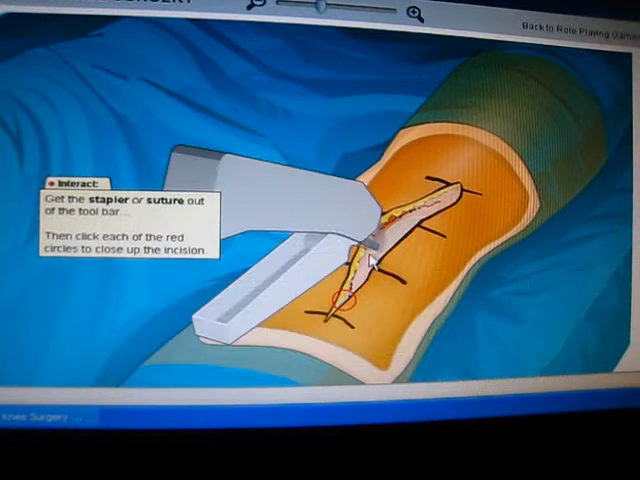 SURGERY
Back to Role Playing Games
Interact:
Get the stapler or suture out
of the tool bar...
Then click each of the red
circles to close up the incision
Knee Surgery ...